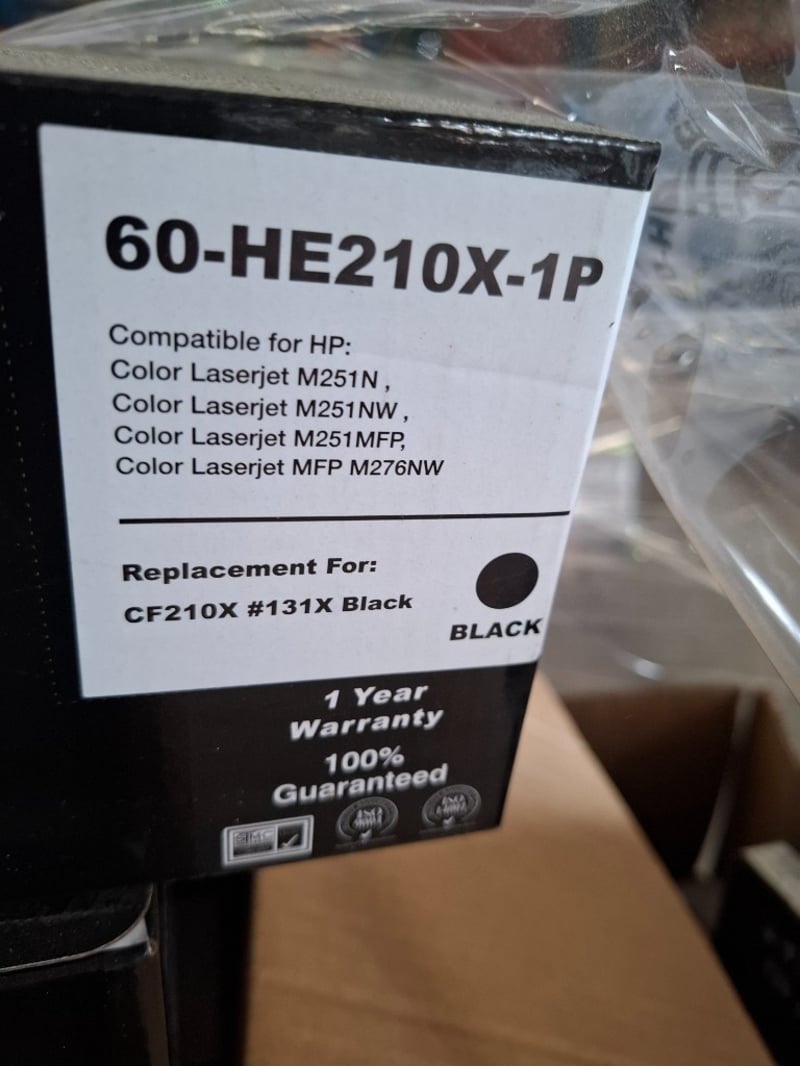 60-HE210X-1P
Compatible for HP:
Color Laserjet M251N ,
Color Laserjet M251NW ,
Color Laserjet M251MFP,
Color Laserjet MFP M276NW
Replacement For:
CF210X #131X Black
BLACK
1 Year
Warranty
100%
Guaranteed